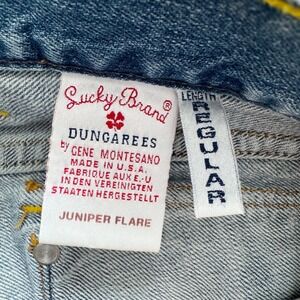 Lucky Brand®
DUNGAREES
by GENE MONTESANO
MADE IN U.S.A.
FABRIQUE AUX E.-U
IN DEN VEREINIGTEN
STAATEN HERGESTELLT
JUNIPER FLARE
LENGTH
REGULAR